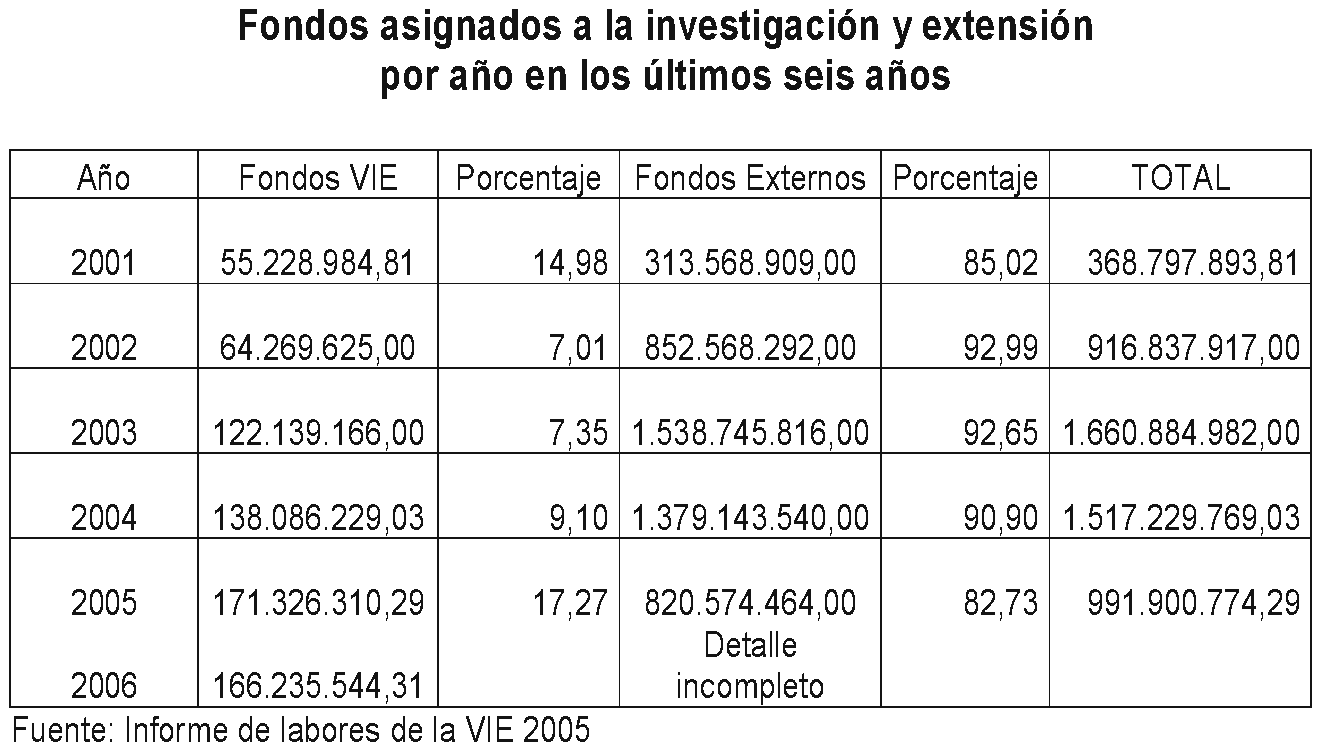 Fondos asignados a la investigación y extensión
por año en los últimos seis años
Año Fondos VIE Porcentaje Fondos Externos Porcentaje TOTAL
2001 55.228.984,81 14,98 313.568.909,00 85,02 368.797.893,81
2002 64.269.625,00 7,01 852.568.292,00 92,99 916.837.917,00
2003 122.139.166,00 7,35 1.538.745.816,00 92,65 1.660.884.982,00
2004 138.086.229,03 9,10 1.379.143.540,00 90,90 1.517.229.769,03
2005 171.326.310,29 17,27 820.574.464,00 82,73 991.900.774,29
Detalle
2006 166.235.544,31 incompleto
Fuente: Informe de labores de la VIE 2005